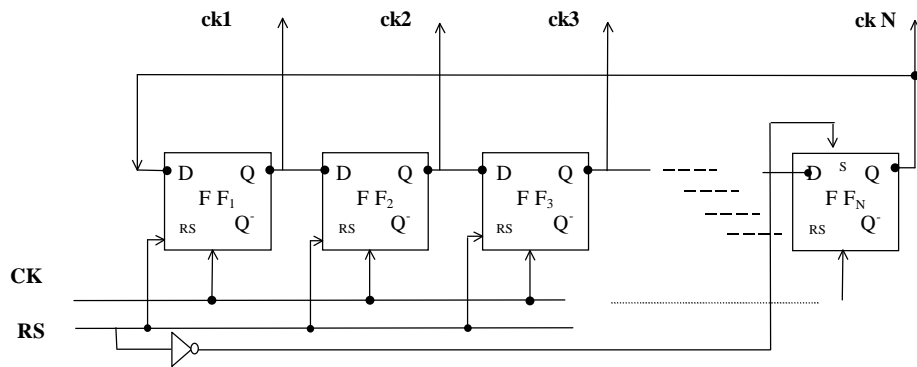 ck1 ck2 ck3 ck N
D Q D Q D Q D S Q
F F1 F F2 F F3 F FN
RS Q- RS Q- RS Q- RS Q-
CK
RS